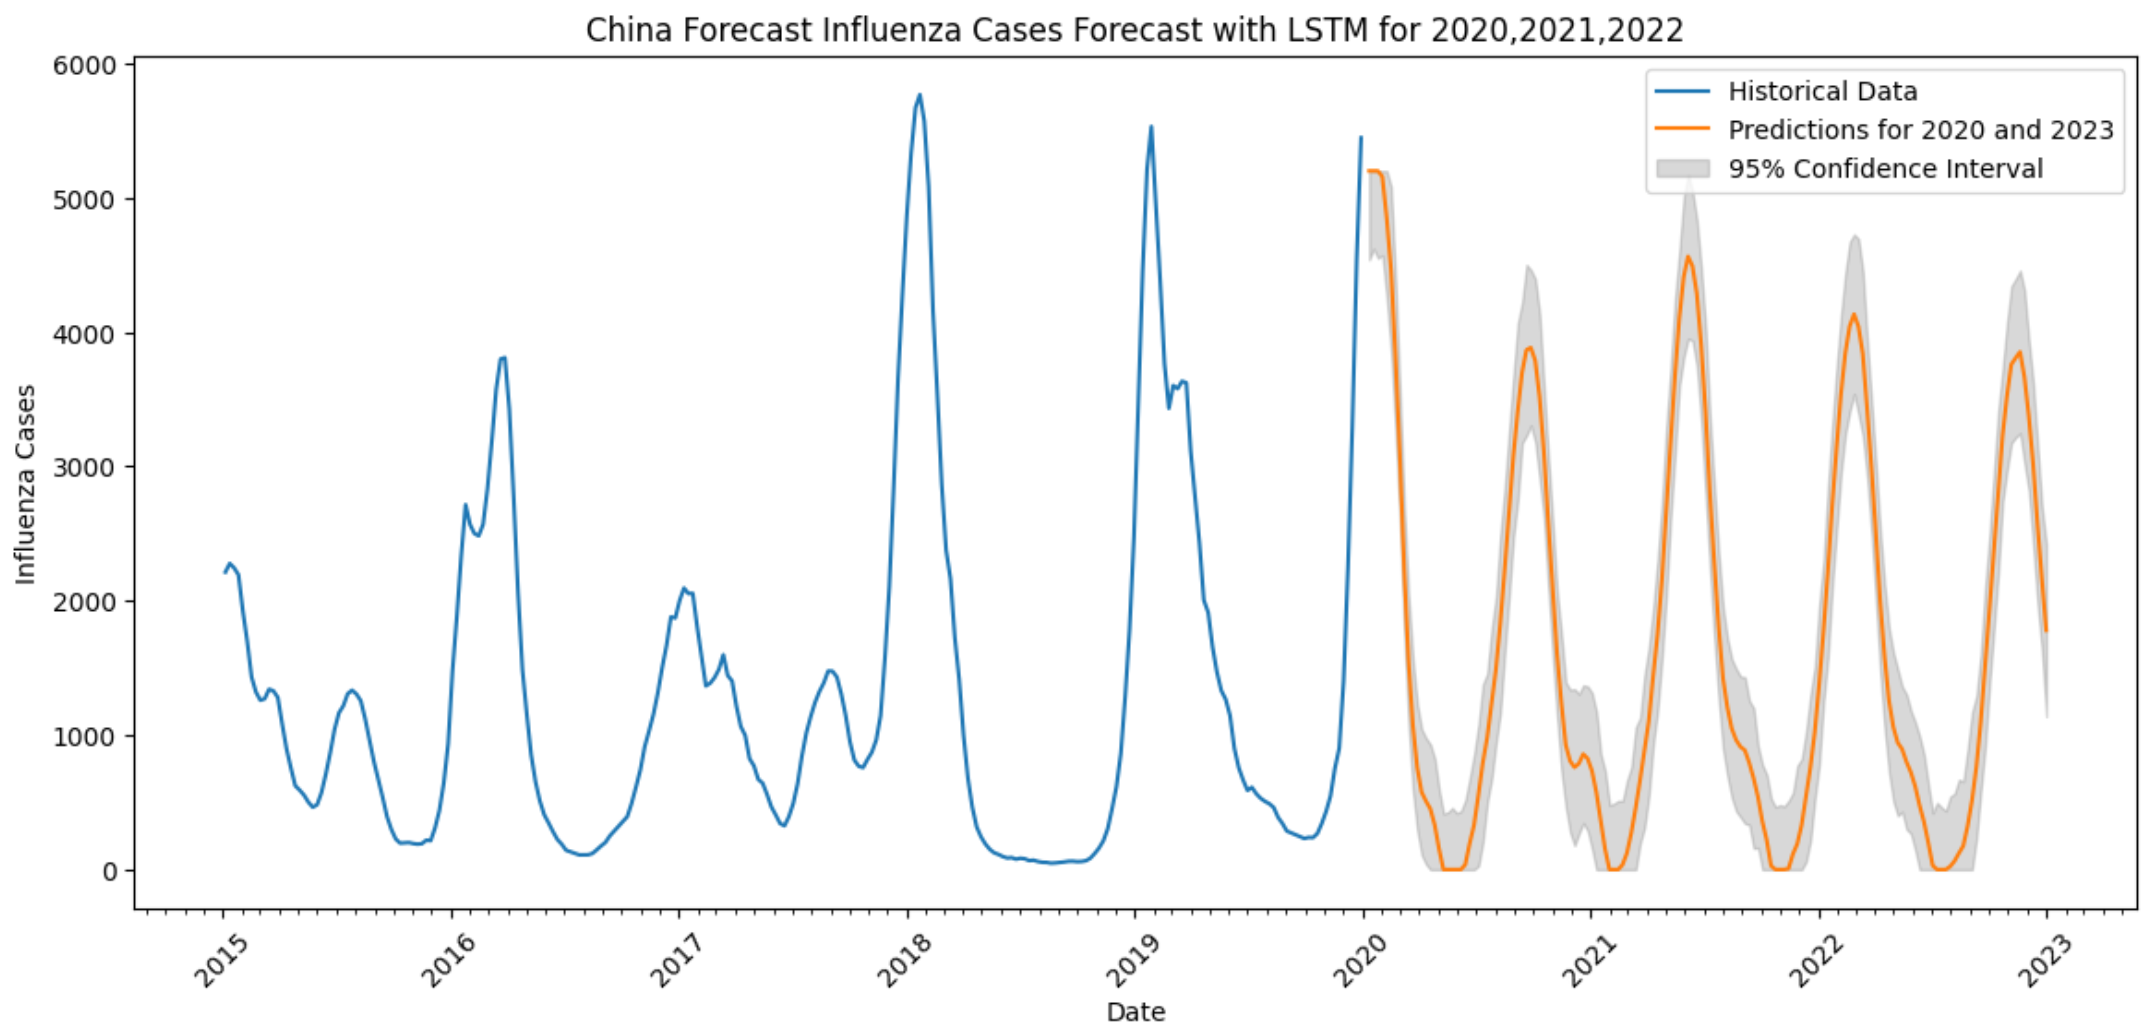 China Forecast Influenza Cases Forecast with LSTM for 2020,2021,2022
Historical Data
Predictions for 2020 and 2023
95% Confidence Interval
Influenza Cases
6000
5000
4000
3000
2000
1000
0
2015
2016
2017
2018
2019
2020
2021
2022
2023
Date